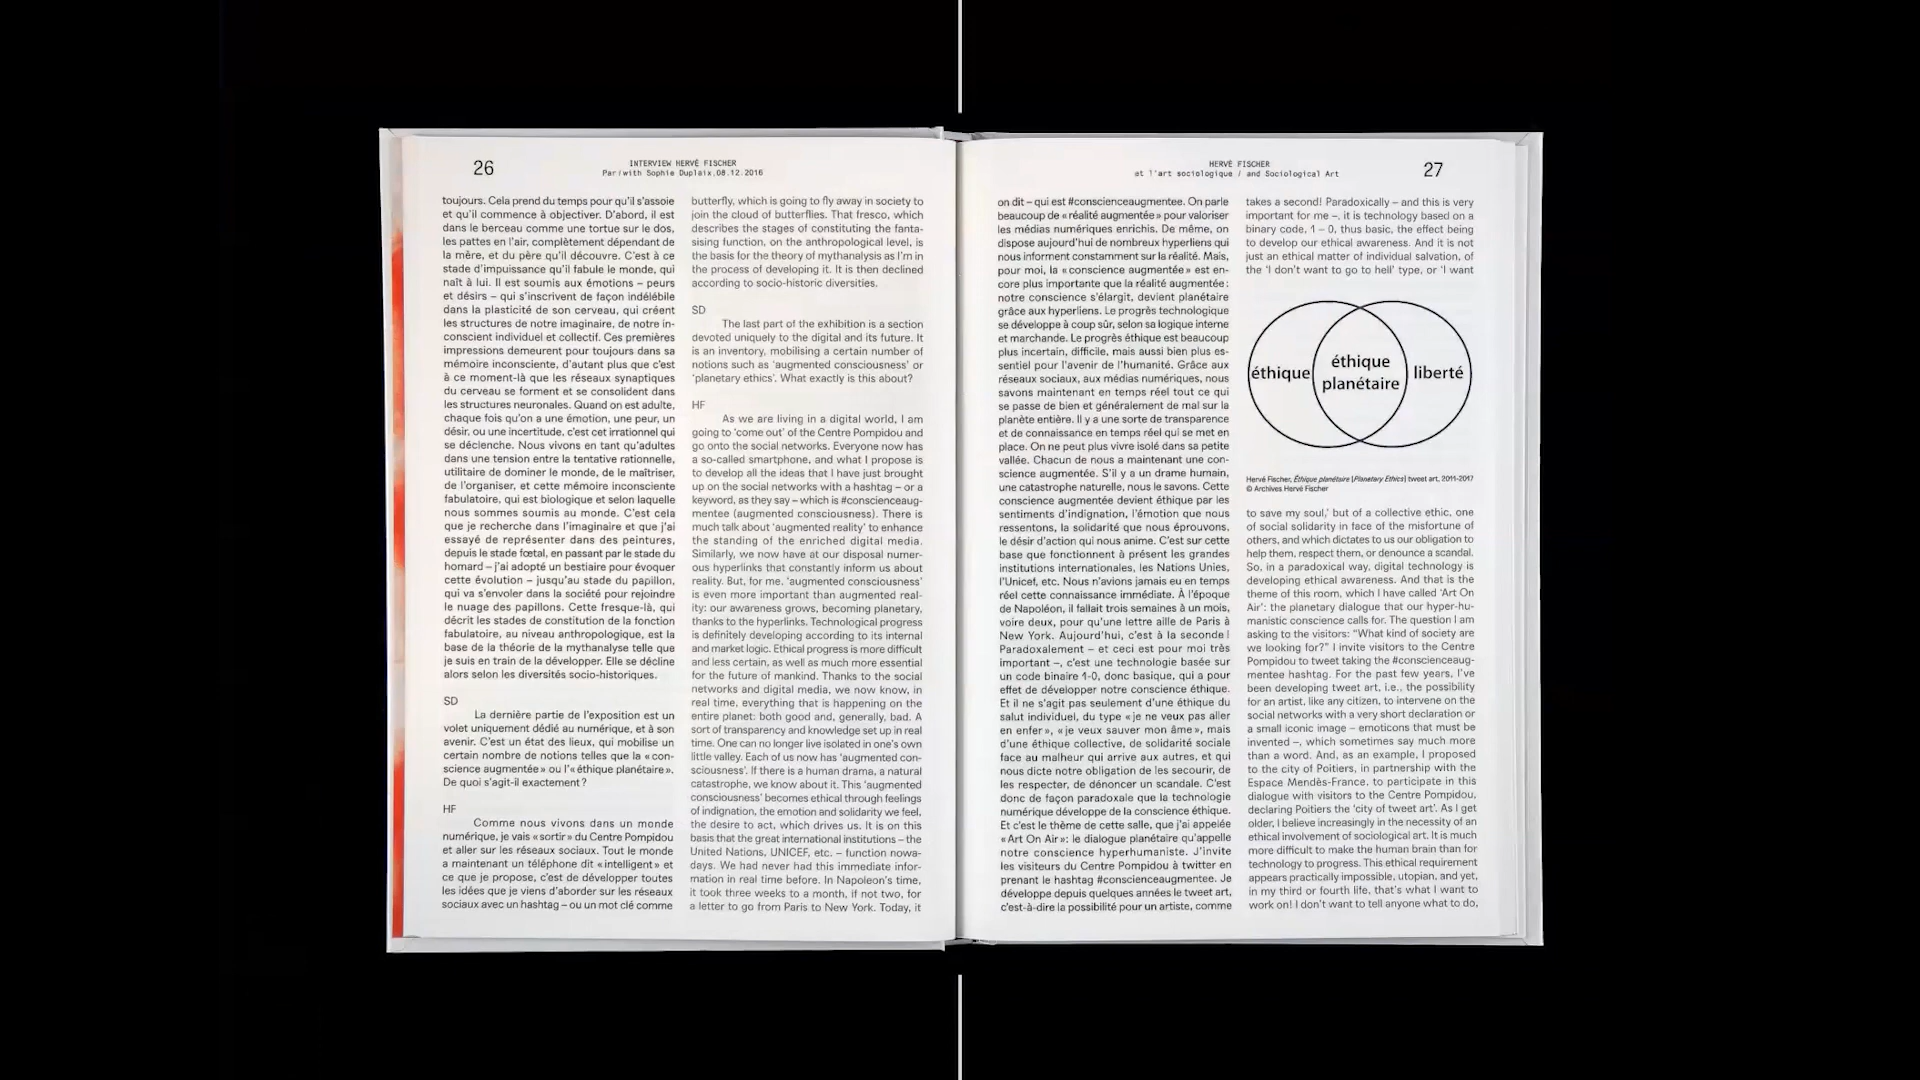 26
INTERVIEW HERVÉ FISCHER
Par/with Sophie Duplaix,08.12.2016
toujours. Cela prend du temps pour qu'il s'assoie
et qu'il commence à objectiver. D'abord, il est
dans le berceau comme une tortue sur le dos,
les pattes en l'air, complètement dépendant de
la mère, et du père qu'il découvre. C'est à ce
stade d'impuissance qu'il fabule le monde, qui
naît à lui. Il est soumis aux émotions – peurs
et désirs – qui s'inscrivent de façon indélébile
dans la plasticité de son cerveau, qui créent
les structures de notre imaginaire, de notre in-
conscient individuel et collectif. Ces premières
impressions demeurent pour toujours dans sa
mémoire inconsciente, d'autant plus que c'est
à ce moment-là que les réseaux synaptiques
du cerveau se forment et se consolident dans
les structures neuronales. Quand on est adulte,
chaque fois qu'on a une émotion, une peur, un
désir, ou une incertitude, c'est cet irrationnel qui
se déclenche. Nous vivons en tant qu'adultes
dans une tension entre la tentative rationnelle,
utilitaire de dominer le monde, de le maîtriser,
de l'organiser, et cette mémoire inconsciente
fabulatoire, qui est biologique et selon laquelle
nous sommes soumis au monde. C'est cela
que je recherche dans l'imaginaire et que j'ai
essayé de représenter dans des peintures,
depuis le stade fœtal, en passant par le stade du
homard – j'ai adopté un bestiaire pour évoquer
cette évolution – jusqu'au stade du papillon,
qui va s'envoler dans la société pour rejoindre
le nuage des papillons. Cette fresque-là, qui
décrit les stades de constitution de la fonction
fabulatoire, au niveau anthropologique, est la
base de la théorie de la mythanalyse telle que
je suis en train de la développer. Elle se décline
alors selon les diversités socio-historiques.
SD
La dernière partie de l'exposition est un
volet uniquement dédié au numérique, et à son
avenir. C'est un état des lieux, qui mobilise un
certain nombre de notions telles que la « con-
science augmentée » ou l'« éthique planétaire ».
De quoi s'agit-il exactement ?
HF
Comme nous vivons dans un monde
numérique, je vais « sortir » du Centre Pompidou
et aller sur les réseaux sociaux. Tout le monde
a maintenant un téléphone dit « intelligent » et
ce que je propose, c'est de développer toutes
les idées que je viens d'aborder sur les réseaux
sociaux avec un hashtag – ou un mot clé comme
butterfly, which is going to fly away in society to
join the cloud of butterflies. That fresco, which
describes the stages of constituting the fanta-
sising function, on the anthropological level, is
the basis for the theory of mythanalysis as I'm in
the process of developing it. It is then declined
according to socio-historic diversities.
SD
The last part of the exhibition is a section
devoted uniquely to the digital and its future. It
is an inventory, mobilising a certain number of
notions such as 'augmented consciousness' or
'planetary ethics'. What exactly is this about?
HF
As we are living in a digital world, I am
going to 'come out' of the Centre Pompidou and
go onto the social networks. Everyone now has
a so-called smartphone, and what I propose is
to develop all the ideas that I have just brought
up on the social networks with a hashtag – or a
keyword, as they say – which is #conscienceaug-
mentee (augmented consciousness). There is
much talk about 'augmented reality' to enhance
the standing of the enriched digital media.
Similarly, we now have at our disposal numer-
ous hyperlinks that constantly inform us about
reality. But, for me, 'augmented consciousness'
is even more important than augmented real-
ity: our awareness grows, becoming planetary,
thanks to the hyperlinks. Technological progress
is definitely developing according to its internal
and market logic. Ethical progress is more difficult
and less certain, as well as much more essential
for the future of mankind. Thanks to the social
networks and digital media, we now know, in
real time, everything that is happening on the
entire planet: both good and, generally, bad. A
sort of transparency and knowledge set up in real
time. One can no longer live isolated in one's own
little valley. Each of us now has 'augmented con-
sciousness'. If there is a human drama, a natural
catastrophe, we know about it. This 'augmented
consciousness' becomes ethical through feelings
of indignation, the emotion and solidarity we feel,
the desire to act, which drives us. It is on this
basis that the great international institutions – the
United Nations, UNICEF, etc. – function nowa-
days. We had never had this immediate infor-
mation in real time before. In Napoleon's time,
it took three weeks to a month, if not two, for
a letter to go from Paris to New York. Today, it
HERVÉ FISCHER
et l'art sociologique / and Sociological Art
27
on dit – qui est #conscienceaugmentee. On parle
beaucoup de « réalité augmentée » pour valoriser
les médias numériques enrichis. De même, on
dispose aujourd'hui de nombreux hyperliens qui
nous informent constamment sur la réalité. Mais,
pour moi, la « conscience augmentée » est en-
core plus importante que la réalité augmentée :
notre conscience s'élargit, devient planétaire
grâce aux hyperliens. Le progrès technologique
se développe à coup sûr, selon sa logique interne
et marchande. Le progrès éthique est beaucoup
plus incertain, difficile, mais aussi bien plus es-
sentiel pour l'avenir de l'humanité. Grâce aux
réseaux sociaux, aux médias numériques, nous
savons maintenant en temps réel tout ce qui
se passe de bien et généralement de mal sur la
planète entière. Il y a une sorte de transparence
et de connaissance en temps réel qui se met en
place. On ne peut plus vivre isolé dans sa petite
vallée. Chacun de nous a maintenant une con-
science augmentée. S'il y a un drame humain,
une catastrophe naturelle, nous le savons. Cette
conscience augmentée devient éthique par les
sentiments d'indignation, l'émotion que nous
ressentons, la solidarité que nous éprouvons,
le désir d'action qui nous anime. C'est sur cette
base que fonctionnent à présent les grandes
institutions internationales, les Nations Unies,
l'Unicef, etc. Nous n'avions jamais eu en temps
réel cette connaissance immédiate. À l'époque
de Napoléon, il fallait trois semaines à un mois,
voire deux, pour qu'une lettre aille de Paris à
New York. Aujourd'hui, c'est à la seconde !
Paradoxalement – et ceci est pour moi très
important –, c'est une technologie basée sur
un code binaire 1-0, donc basique, qui a pour
effet de développer notre conscience éthique.
Et il ne s'agit pas seulement d'une éthique du
salut individuel, du type « je ne veux pas aller
en enfer », « je veux sauver mon âme », mais
d'une éthique collective, de solidarité sociale
face au malheur qui arrive aux autres, et qui
nous dicte notre obligation de les secourir, de
les respecter, de dénoncer un scandale. C'est
donc de façon paradoxale que la technologie
numérique développe de la conscience éthique.
Et c'est le thème de cette salle, que j'ai appelée
« Art On Air » : le dialogue planétaire qu'appelle
notre conscience hyperhumaniste. J'invite
les visiteurs du Centre Pompidou à twitter en
prenant le hashtag #conscienceaugmentee. Je
développe depuis quelques années le tweet art,
c'est-à-dire la possibilité pour un artiste, comme
takes a second! Paradoxically – and this is very
important for me –, it is technology based on a
binary code, 1 – 0, thus basic, the effect being
to develop our ethical awareness. And it is not
just an ethical matter of individual salvation, of
the 'I don't want to go to hell' type, or 'I want
éthique
éthique
planétaire
liberté
Hervé Fischer, Éthique planétaire [Planetary Ethics] tweet art, 2011-2017
© Archives Hervé Fischer
to save my soul,' but of a collective ethic, one
of social solidarity in face of the misfortune of
others, and which dictates to us our obligation to
help them, respect them, or denounce a scandal.
So, in a paradoxical way, digital technology is
developing ethical awareness. And that is the
theme of this room, which I have called 'Art On
Air': the planetary dialogue that our hyper-hu-
manistic conscience calls for. The question I am
asking to the visitors: "What kind of society are
we looking for?" I invite visitors to the Centre
Pompidou to tweet taking the #conscienceaug-
mentee hashtag. For the past few years, I've
been developing tweet art, i.e., the possibility
for an artist, like any citizen, to intervene on the
social networks with a very short declaration or
a small iconic image – emoticons that must be
invented –, which sometimes say much more
than a word. And, as an example, I proposed
to the city of Poitiers, in partnership with the
Espace Mendès-France, to participate in this
dialogue with visitors to the Centre Pompidou,
declaring Poitiers the 'city of tweet art'. As I get
older, I believe increasingly in the necessity of an
ethical involvement of sociological art. It is much
more difficult to make the human brain than for
technology to progress. This ethical requirement
appears practically impossible, utopian, and yet,
in my third or fourth life, that's what I want to
work on! I don't want to tell anyone what to do,